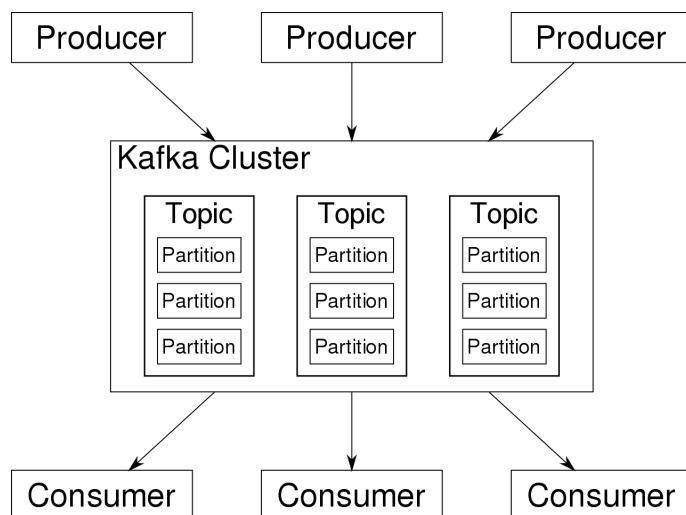 Producer Producer Producer
Kafka Cluster
Topic Topic Topic
Partition Partition Partition
Partition Partition Partition
Partition Partition Partition
Consumer Consumer Consumer